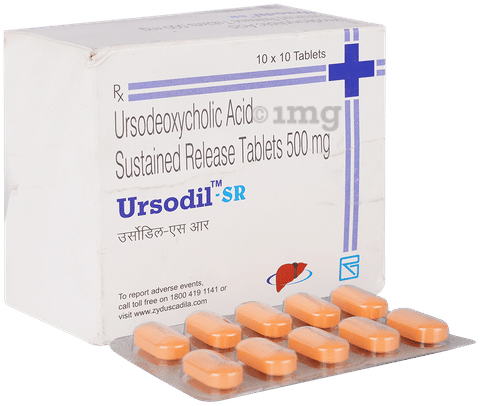 10 x 10 Tablets
Rx
Ursodeoxycholic Acid
Sustained Release Tablets 500 mg
Ursodil™-SR
उर्सोडिल-एस आर
To report adverse events,
call toll free on 1800 419 1141 or
visit www.zyduscadila.com
© 1mg